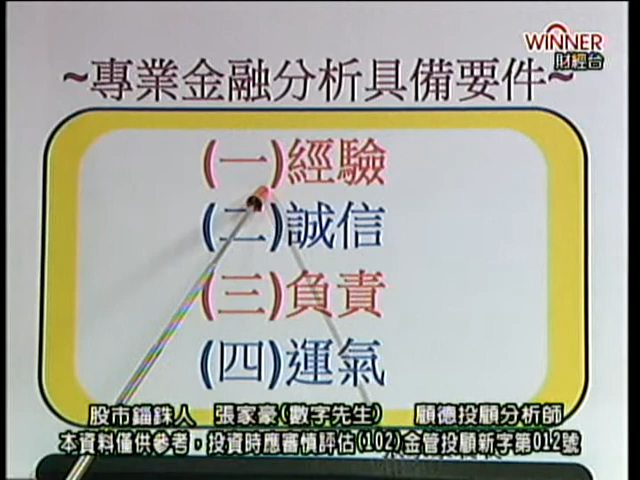 WINNER
財經台
~專業金融分析具備要件~
(一)經驗
(二)誠信
(三)負責
(四)運氣
股市錙銖人 張家豪(數字先生) 顧德投顧分析師
本資料僅供參考，投資時應審慎評估(102)金管投顧新字第012號